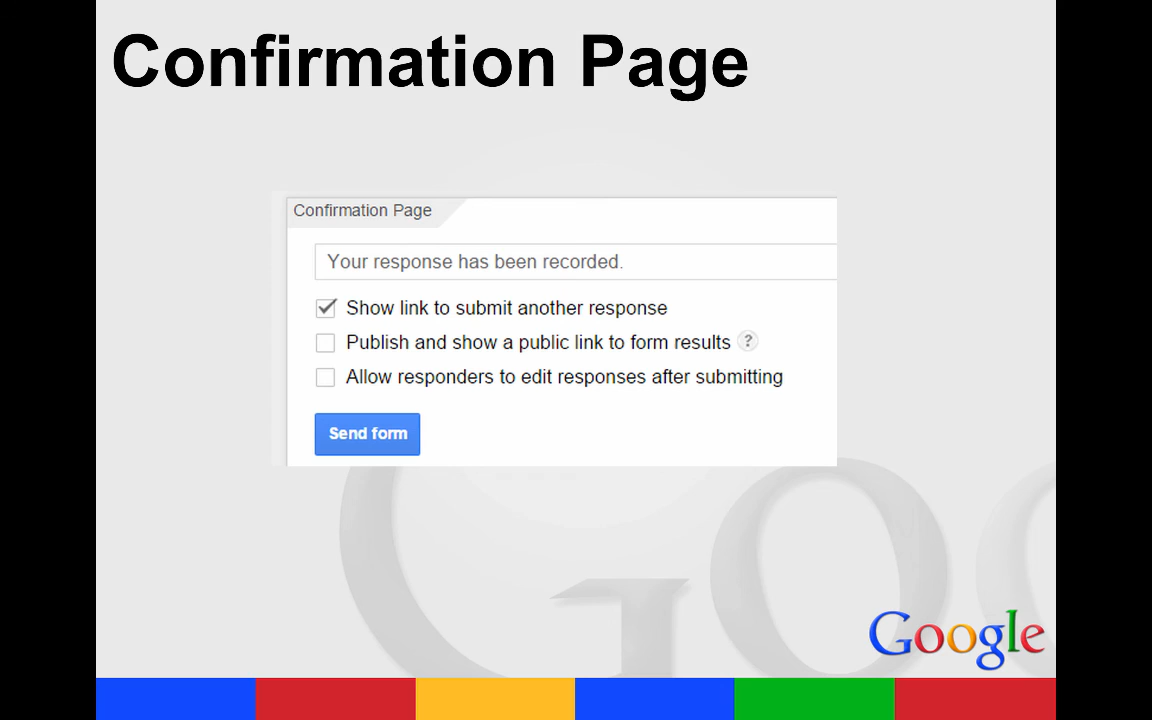 Confirmation Page
Confirmation Page
Your response has been recorded.
Show link to submit another response
Publish and show a public link to form results ?
Allow responders to edit responses after submitting
Send form
Goo
Google